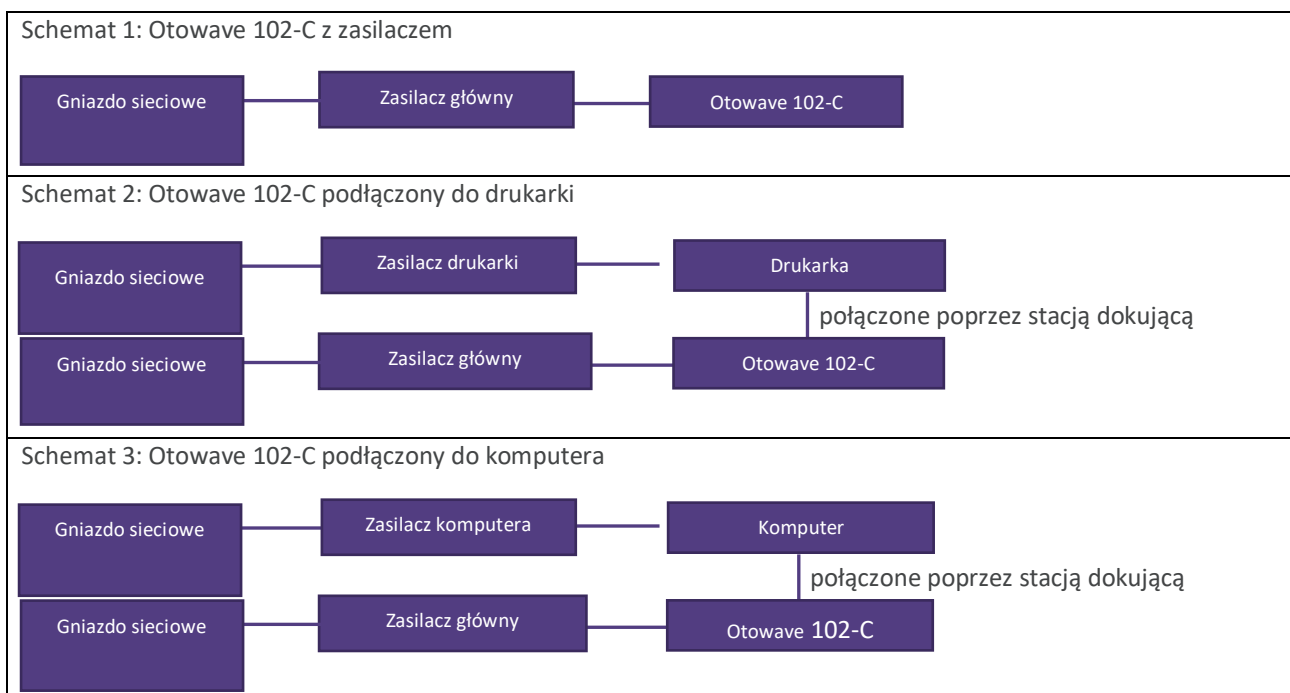 Schemat 1: Otowave 102-C z zasilaczem
Gniazdo sieciowe
Zasilacz główny
Otowave 102-C
Schemat 2: Otowave 102-C podłączony do drukarki
Gniazdo sieciowe
Zasilacz drukarki
Drukarka
połączone poprzez stacją dokującą
Gniazdo sieciowe
Zasilacz główny
Otowave 102-C
Schemat 3: Otowave 102-C podłączony do komputera
Gniazdo sieciowe
Zasilacz komputera
Komputer
połączone poprzez stacją dokującą
Gniazdo sieciowe
Zasilacz główny
Otowave 102-C